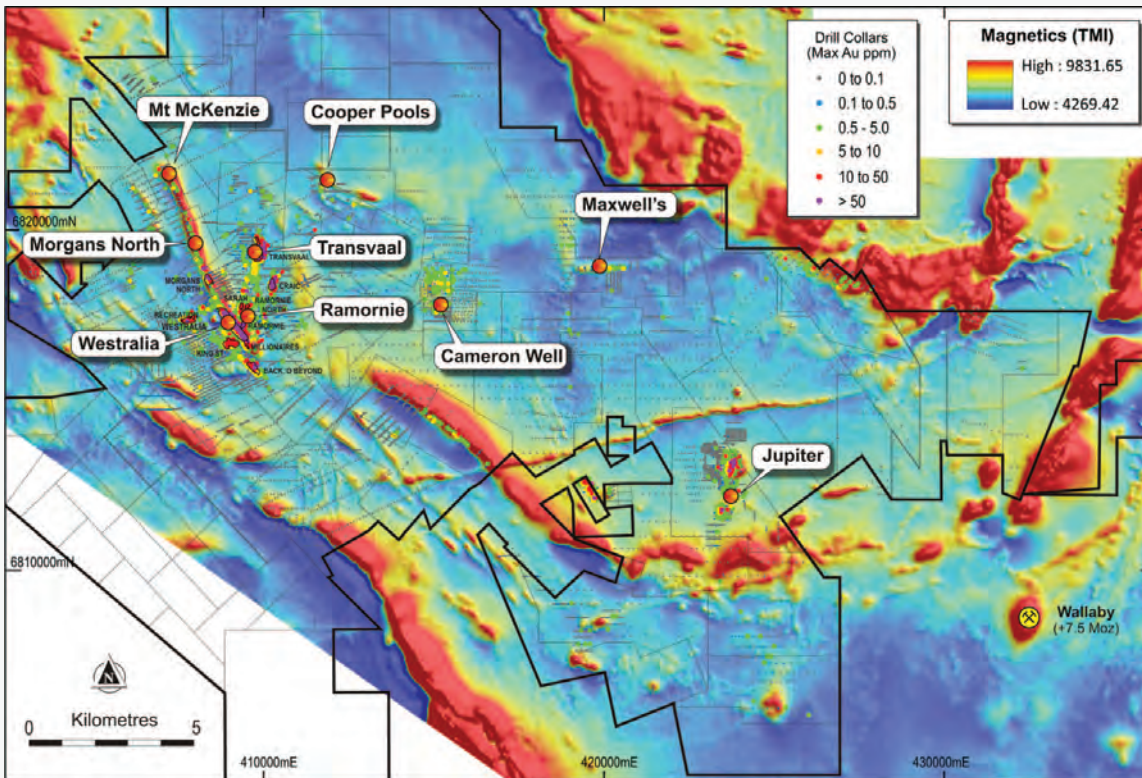 Drill Collars
(Max Au ppm)
0 to 0.1
0.1 to 0.5
0.5 - 5.0
5 to 10
10 to 50
> 50
Magnetics (TMI)
High : 9831.65
Low : 4269.42
Mt McKenzie
Cooper Pools
6820000mN
Maxwell's
Morgans North
Transvaal
TRANSVAAL
MORGANS
NORTH
CRAIC
SARAH
RAMORNIE
NORTH
Ramornie
RECREATION
WESTRALIA
RAMORNIE
Westralia
KING ST
MILLIONAIRES
Cameron Well
BACK O BEYOND
Jupiter
6810000mN
Wallaby
(+7.5 Moz)
N
0 5
Kilometres
410000mE
420000mE
430000mE